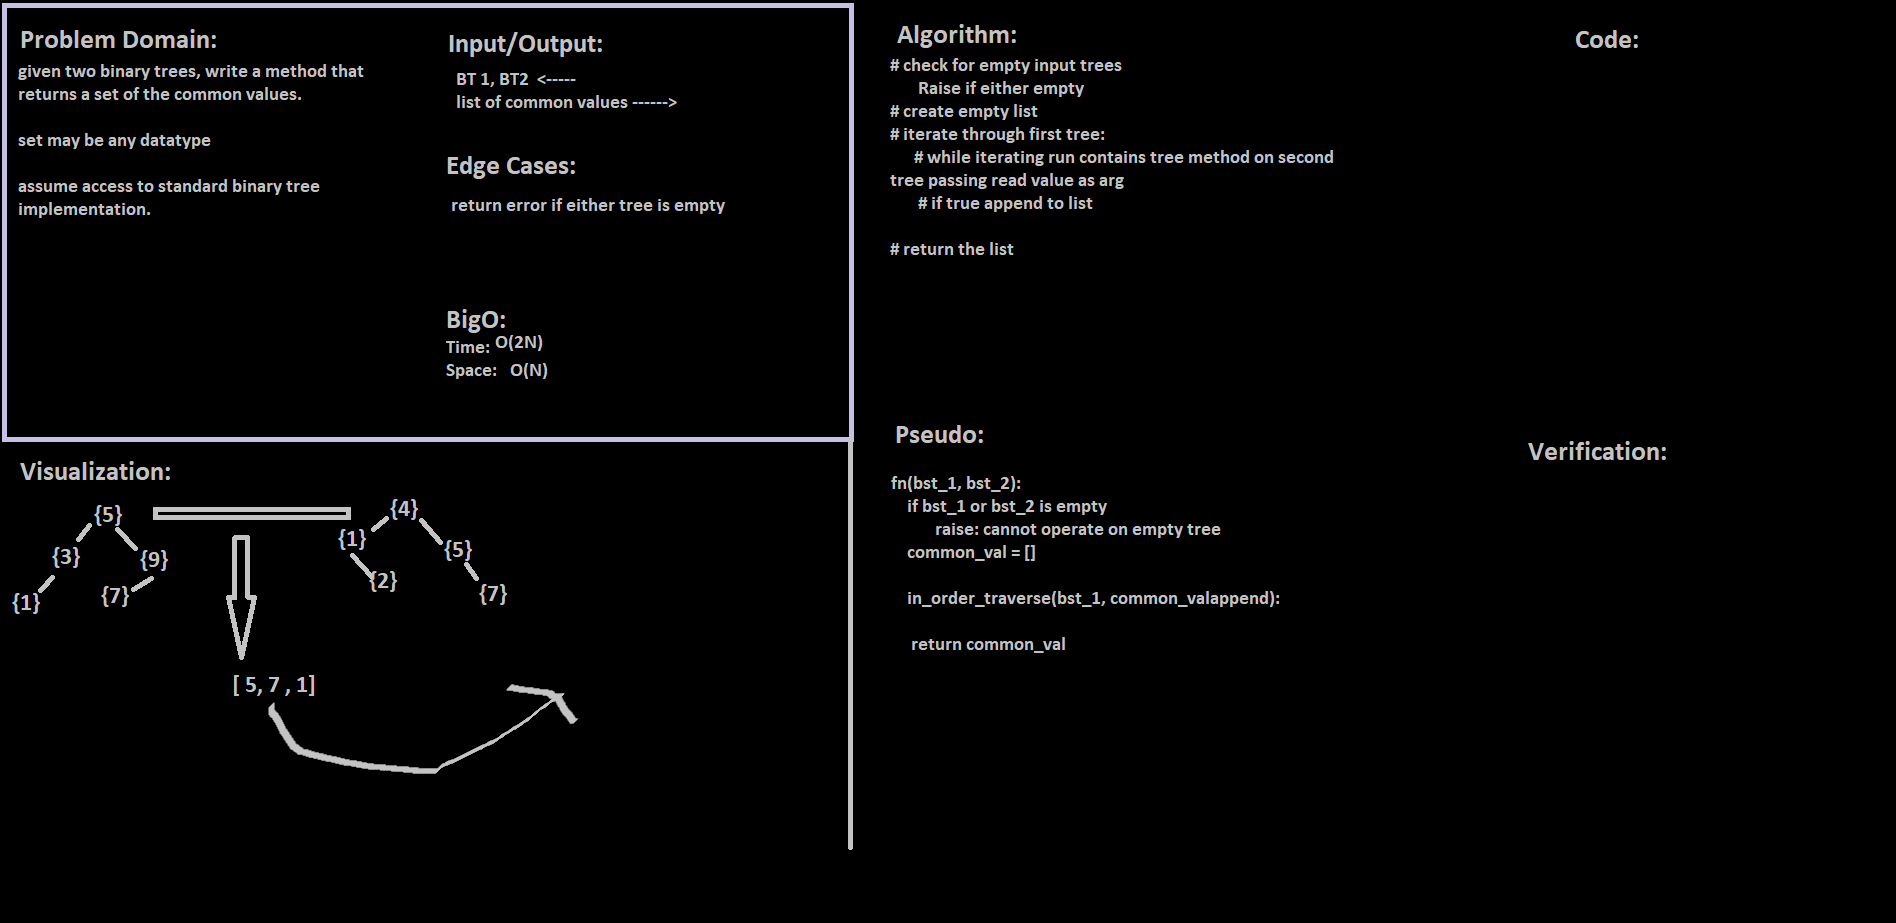 Problem Domain:
given two binary trees, write a method that
returns a set of the common values.
set may be any datatype
assume access to standard binary tree
implementation.
Input/Output:
BT 1, BT2 <-----
list of common values ------>
Edge Cases:
return error if either tree is empty
BigO:
Time: O(2N)
Space: O(N)
Visualization:
{5}
{3}
{9}
{1}
{7}
{4}
{1}
{5}
{2}
{7}
[ 5, 7 , 1]
Algorithm:
# check for empty input trees
Raise if either empty
# create empty list
# iterate through first tree:
# while iterating run contains tree method on second
tree passing read value as arg
# if true append to list
# return the list
Pseudo:
fn(bst_1, bst_2):
if bst_1 or bst_2 is empty
raise: cannot operate on empty tree
common_val = []
in_order_traverse(bst_1, common_valappend):
return common_val
Code:
Verification: